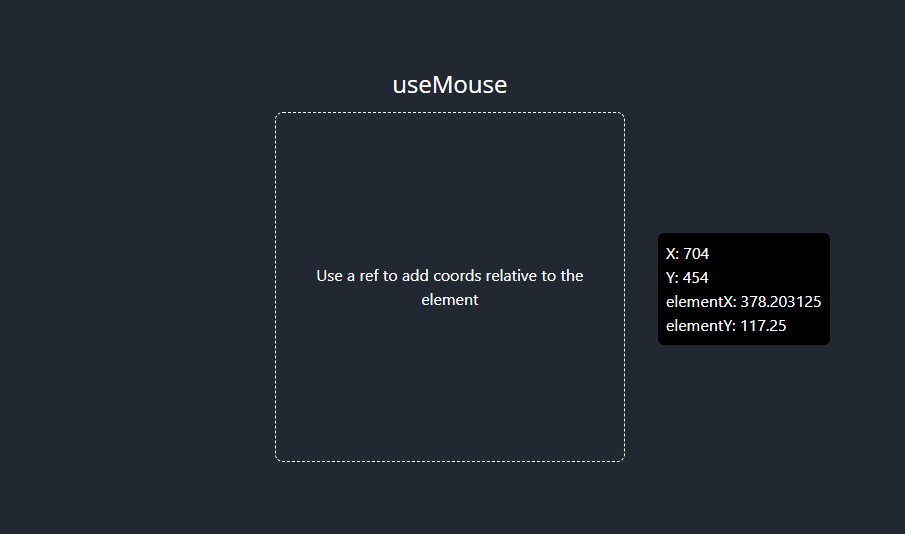 useMouse
Use a ref to add coords relative to the
element
X: 704
Y: 454
elementX: 378.203125
elementY: 117.25